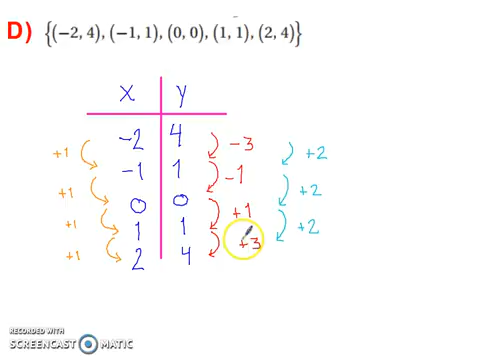 D) {(−2, 4), (−1, 1), (0, 0), (1, 1), (2, 4)}
X Y
-2 4
+1 -3 +2
-1 1
+1 -1 +2
0 0
+1 +1 +2
1 1
+1 +3
2 4
RECORDED WITH
SCREENCAST-O-MATIC